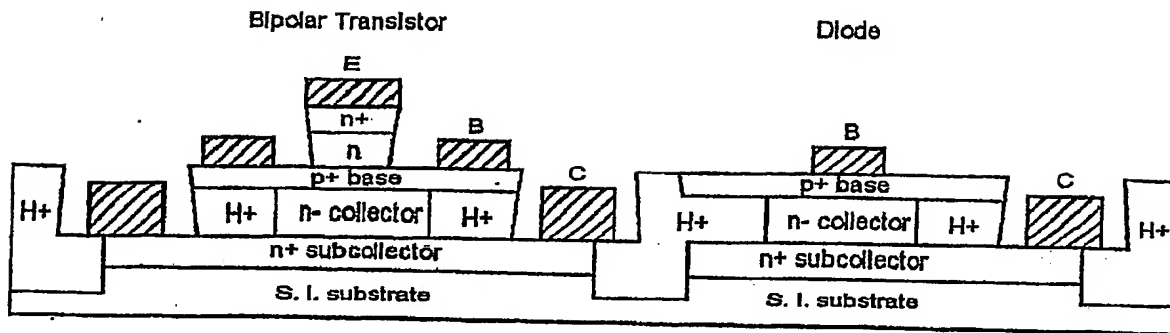 Bipolar Transistor
Diode
E
n+
B
n
p+ base
C
H+
H+
n- collector
H+
n+ subcollector
S. I. substrate
B
p+ base
C
H+
n- collector
H+
H+
n+ subcollector
S. I. substrate